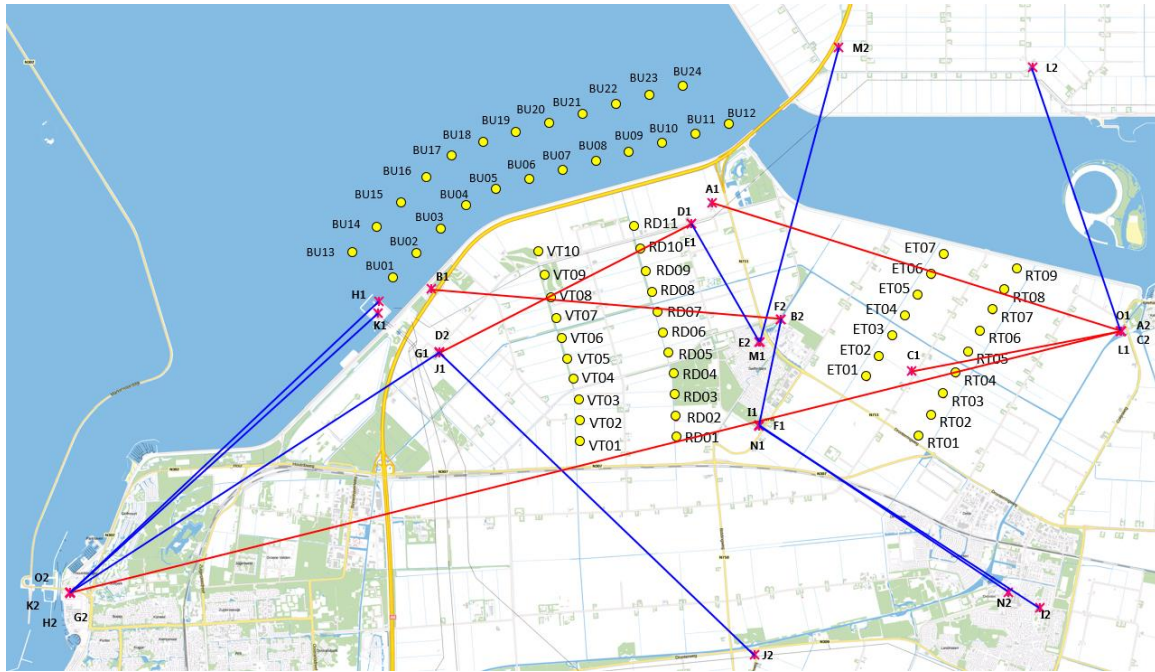 M2
L2
BU24
BU23
BU22
BU21
BU20
BU19
BU18
BU17
BU16
BU15
BU14
BU13
BU12
BU11
BU10
BU09
BU08
BU07
BU06
BU05
BU04
BU03
BU02
BU01
A1
D1
E1
RD11
RD10
RD09
RD08
RD07
RD06
RD05
RD04
RD03
RD02
RD01
VT10
VT09
VT08
VT07
VT06
VT05
VT04
VT03
VT02
VT01
B1
H1
K1
D2
G1
J1
F2
B2
E2
M1
I1
F1
N1
ET07
ET06
ET05
ET04
ET03
ET02
ET01
C1
RT09
RT08
RT07
RT06
RT05
RT04
RT03
RT02
RT01
O1
A2
L1
C2
O2
K2
H2
G2
N2
I2
J2